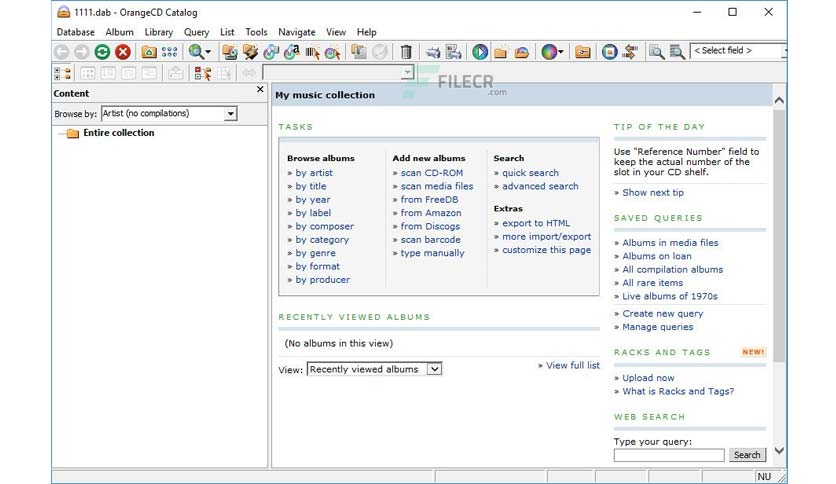 1111.dab - OrangeCD Catalog
Database Album Library Query List Tools Navigate View Help
< Select field >
Content
Browse by: Artist (no compilations)
Entire collection
FILECR
.com
My music collection
TASKS
Browse albums
» by artist
» by title
» by year
» by label
» by composer
» by category
» by genre
» by format
» by producer
Add new albums
» scan CD-ROM
» scan media files
» from FreeDB
» from Amazon
» from Discogs
» scan barcode
» type manually
Search
» quick search
» advanced search
Extras
» export to HTML
» more import/export
» customize this page
RECENTLY VIEWED ALBUMS
(No albums in this view)
View: Recently viewed albums
» View full list
TIP OF THE DAY
Use "Reference Number" field to
keep the actual number of the
slot in your CD shelf.
» Show next tip
SAVED QUERIES
» Albums in media files
» Albums on loan
» All compilation albums
» All rare items
» Live albums of 1970s
» Create new query
» Manage queries
RACKS AND TAGS NEW!
» Upload now
» What is Racks and Tags?
WEB SEARCH
Type your query:
Search
NU